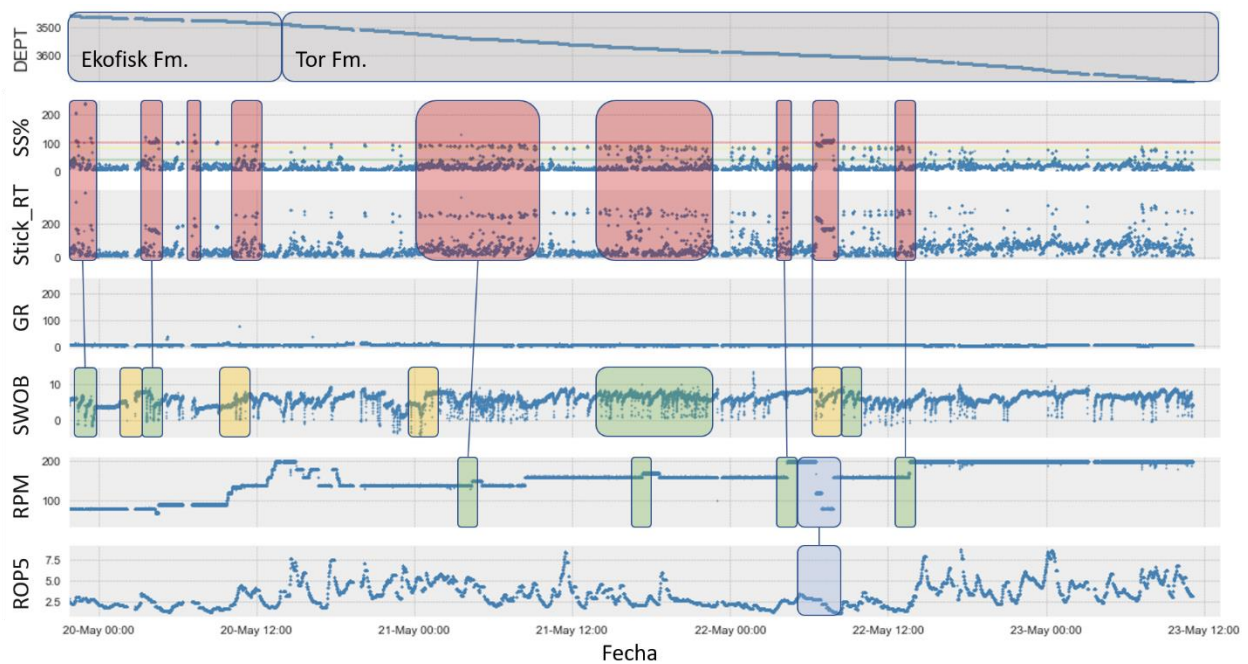 DEPT
3500
3600
Ekofisk Fm.
Tor Fm.
SS%
200
100
0
Stick_RT
200
0
GR
200
100
0
SWOB
10
0
RPM
200
100
ROP5
7.5
5.0
2.5
20-May 00:00
20-May 12:00
21-May 00:00
21-May 12:00
22-May 00:00
22-May 12:00
23-May 00:00
23-May 12:00
Fecha